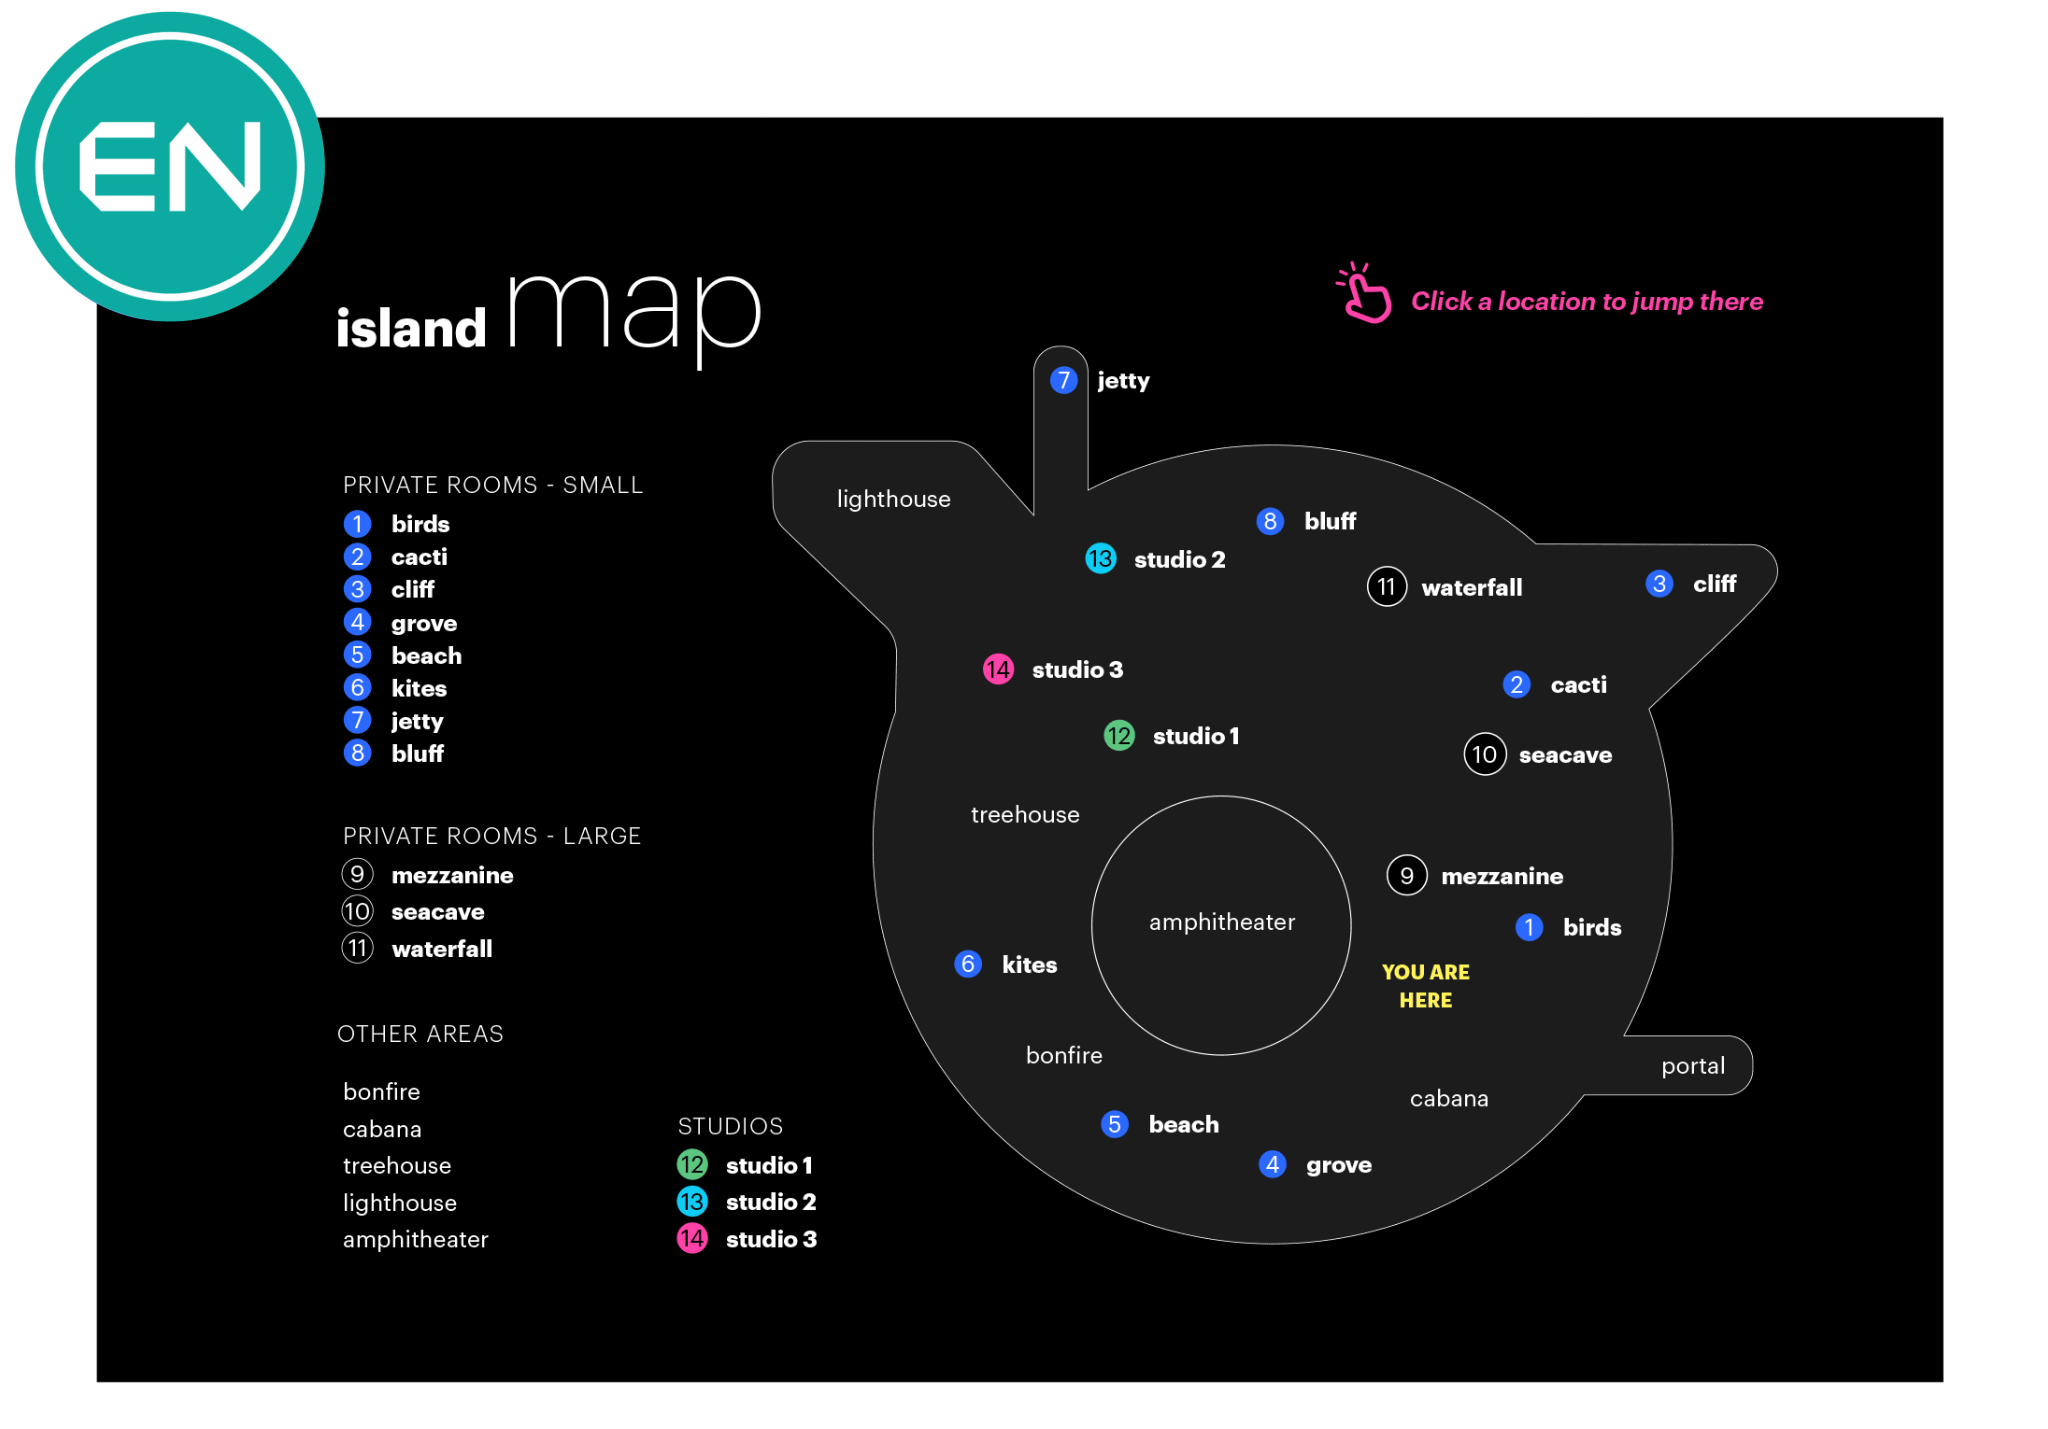 EN
island map
Click a location to jump there
PRIVATE ROOMS - SMALL
1 birds
2 cacti
3 cliff
4 grove
5 beach
6 kites
7 jetty
8 bluff
PRIVATE ROOMS - LARGE
9 mezzanine
10 seacave
11 waterfall
OTHER AREAS
bonfire
cabana
treehouse
lighthouse
amphitheater
STUDIOS
12 studio 1
13 studio 2
14 studio 3
7 jetty
lighthouse
8 bluff
13 studio 2
11 waterfall
3 cliff
14 studio 3
2 cacti
12 studio 1
10 seacave
treehouse
9 mezzanine
amphitheater
1 birds
6 kites
YOU ARE
HERE
bonfire
portal
cabana
5 beach
4 grove